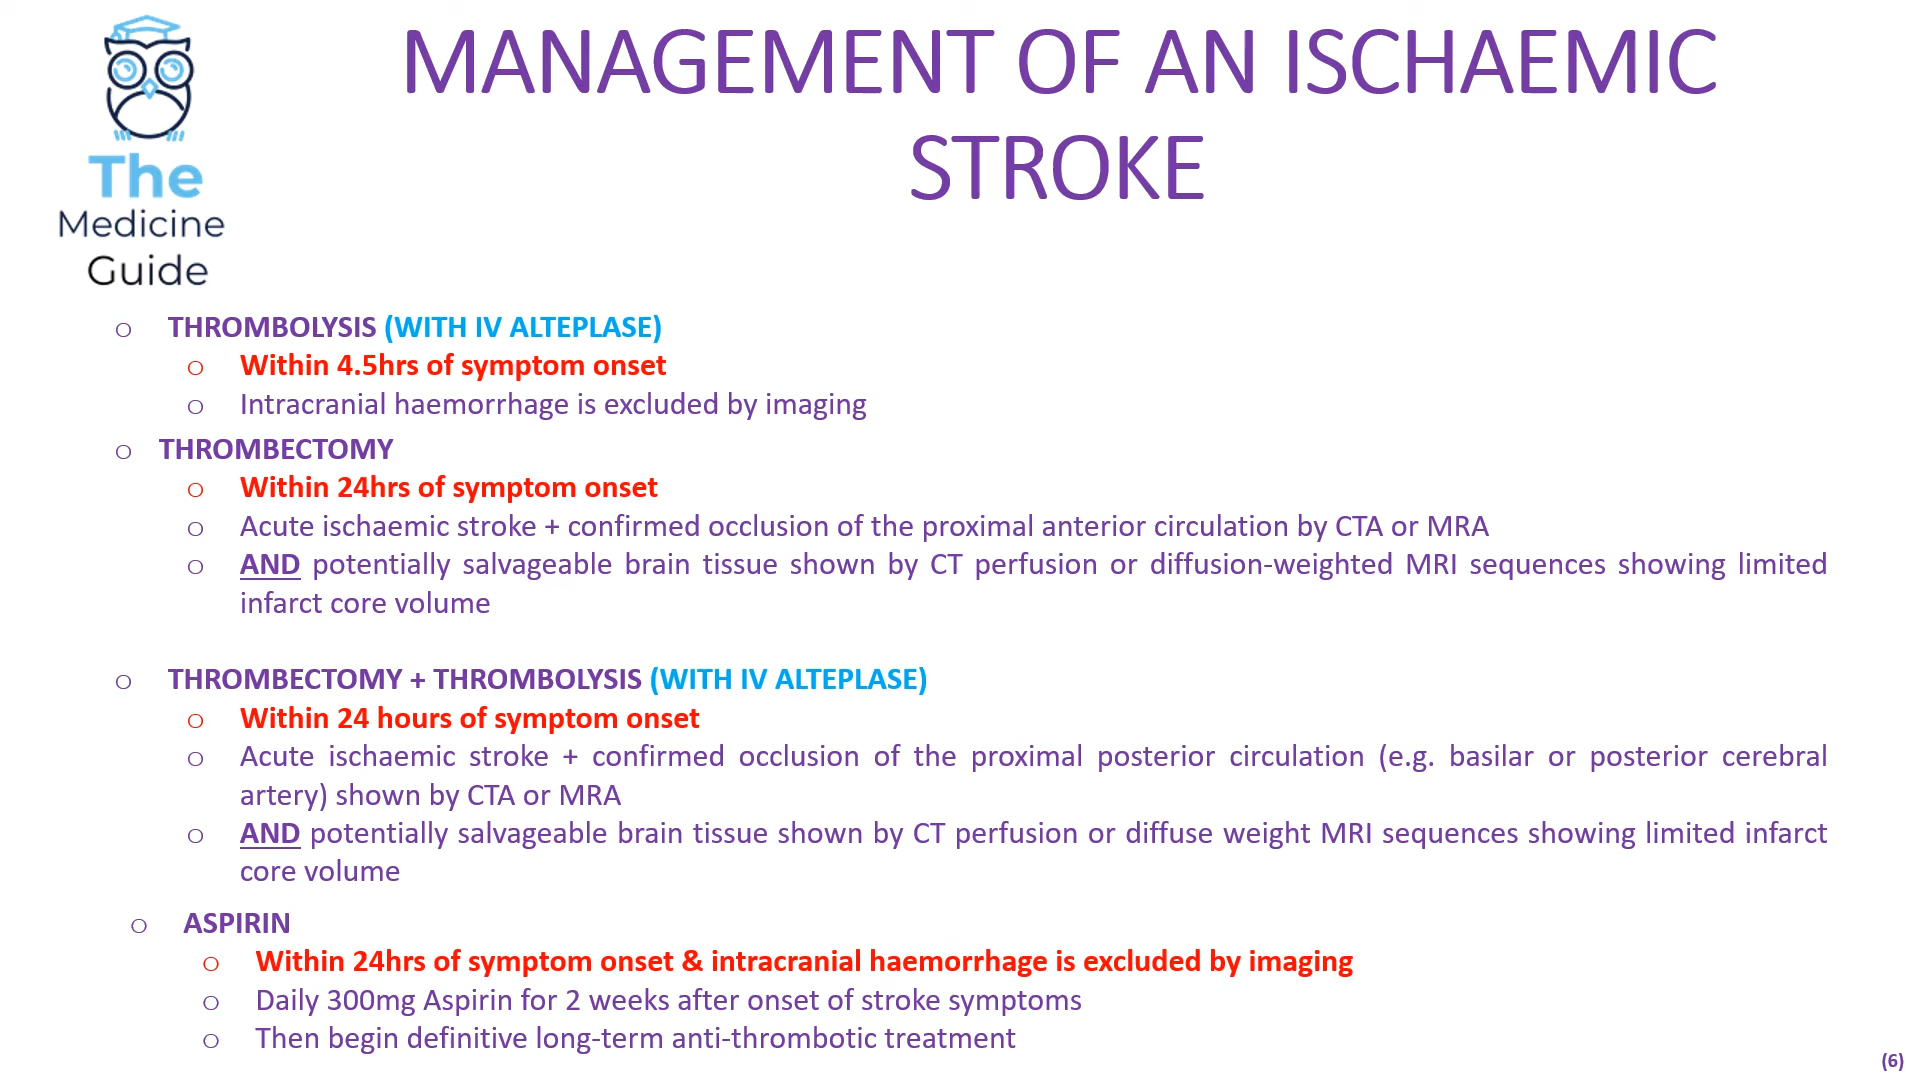 The
Medicine
Guide
MANAGEMENT OF AN ISCHAEMIC
STROKE
THROMBOLYSIS (WITH IV ALTEPLASE)
Within 4.5hrs of symptom onset
Intracranial haemorrhage is excluded by imaging
THROMBECTOMY
Within 24hrs of symptom onset
Acute ischaemic stroke + confirmed occlusion of the proximal anterior circulation by CTA or MRA
AND potentially salvageable brain tissue shown by CT perfusion or diffusion-weighted MRI sequences showing limited
infarct core volume
THROMBECTOMY + THROMBOLYSIS (WITH IV ALTEPLASE)
Within 24 hours of symptom onset
Acute ischaemic stroke + confirmed occlusion of the proximal posterior circulation (e.g. basilar or posterior cerebral
artery) shown by CTA or MRA
AND potentially salvageable brain tissue shown by CT perfusion or diffuse weight MRI sequences showing limited infarct
core volume
ASPIRIN
Within 24hrs of symptom onset & intracranial haemorrhage is excluded by imaging
Daily 300mg Aspirin for 2 weeks after onset of stroke symptoms
Then begin definitive long-term anti-thrombotic treatment
(6)